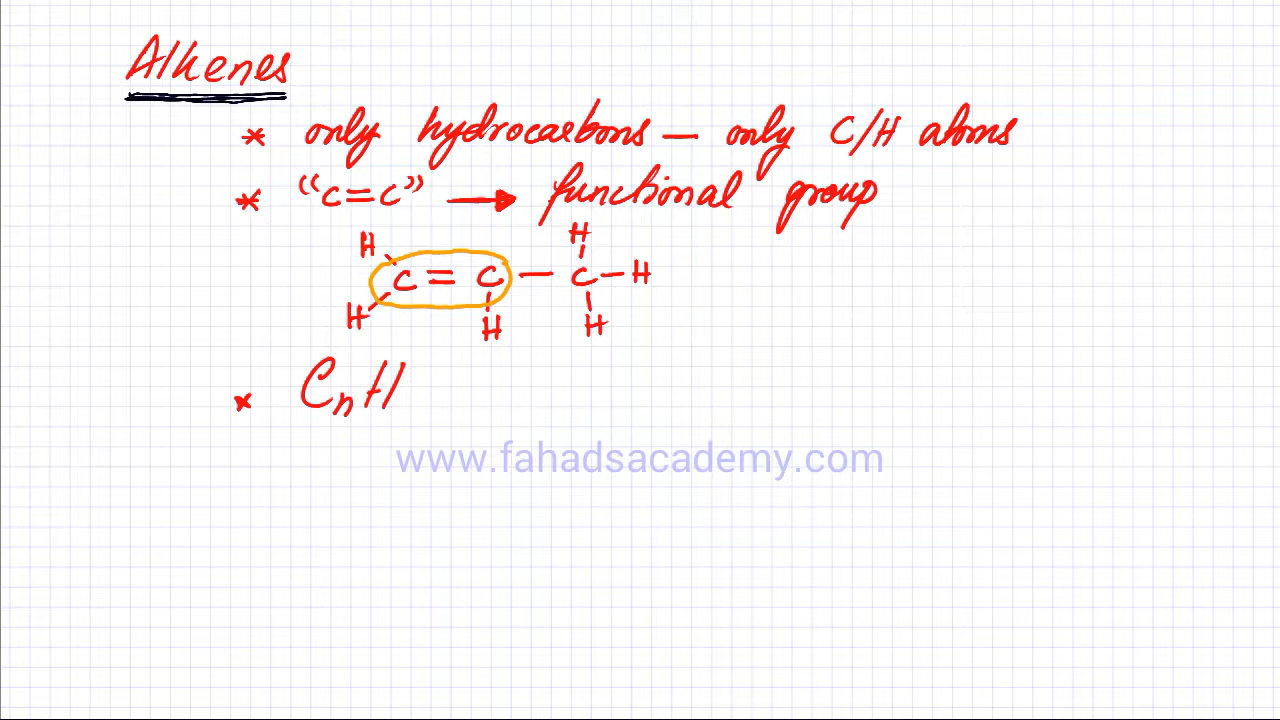 Alkenes
* only hydrocarbons — only C/H atoms
* "C=C" → functional group
H H
C = C — C — H
H H H
* CnH
www.fahadsacademy.com